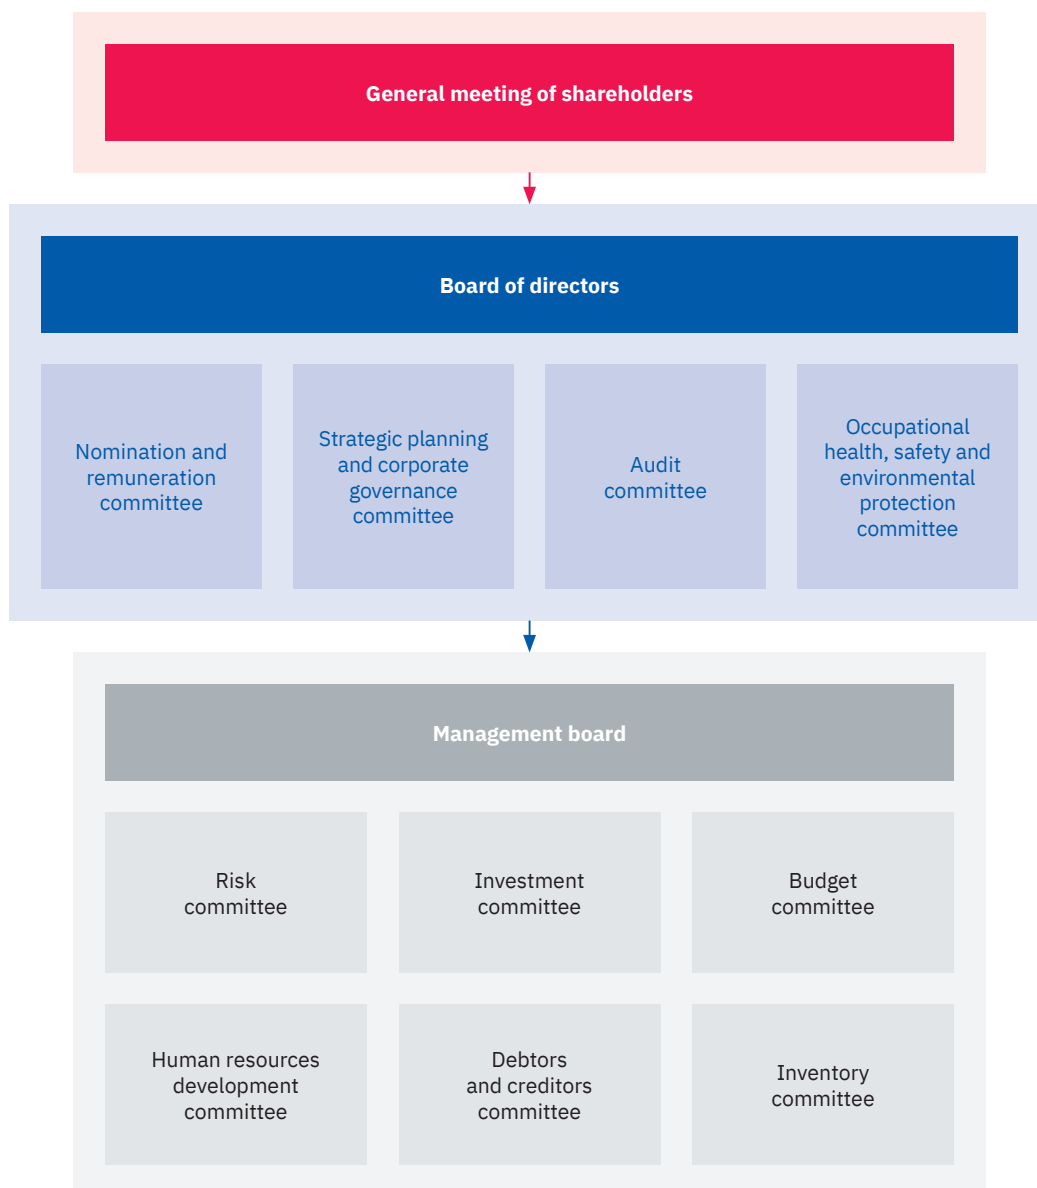 General meeting of shareholders
Board of directors
Nomination and
remuneration
committee
Strategic planning
and corporate
governance
committee
Audit
committee
Occupational
health, safety and
environmental
protection
committee
Management board
Risk
committee
Investment
committee
Budget
committee
Human resources
development
committee
Debtors
and creditors
committee
Inventory
committee